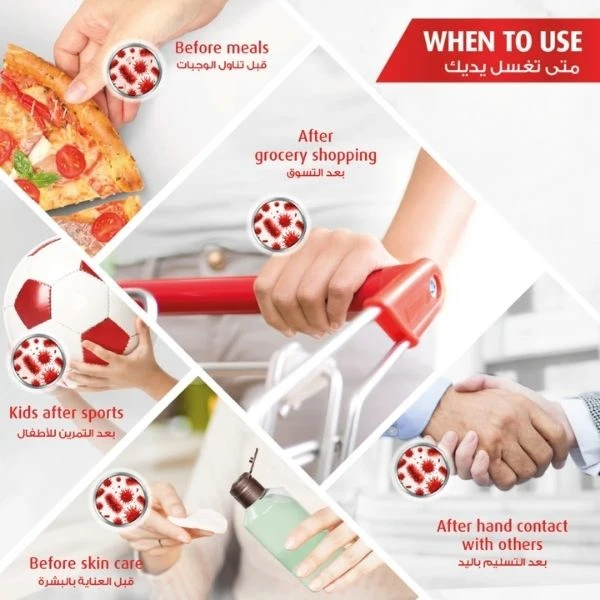 WHEN TO USE
متى تغسل يديك
Before meals
قبل تناول الوجبات
After
grocery shopping
بعد التسوق
Kids after sports
بعد التمرين للأطفال
After hand contact
with others
بعد التسليم باليد
Before skin care
قبل العناية بالبشرة